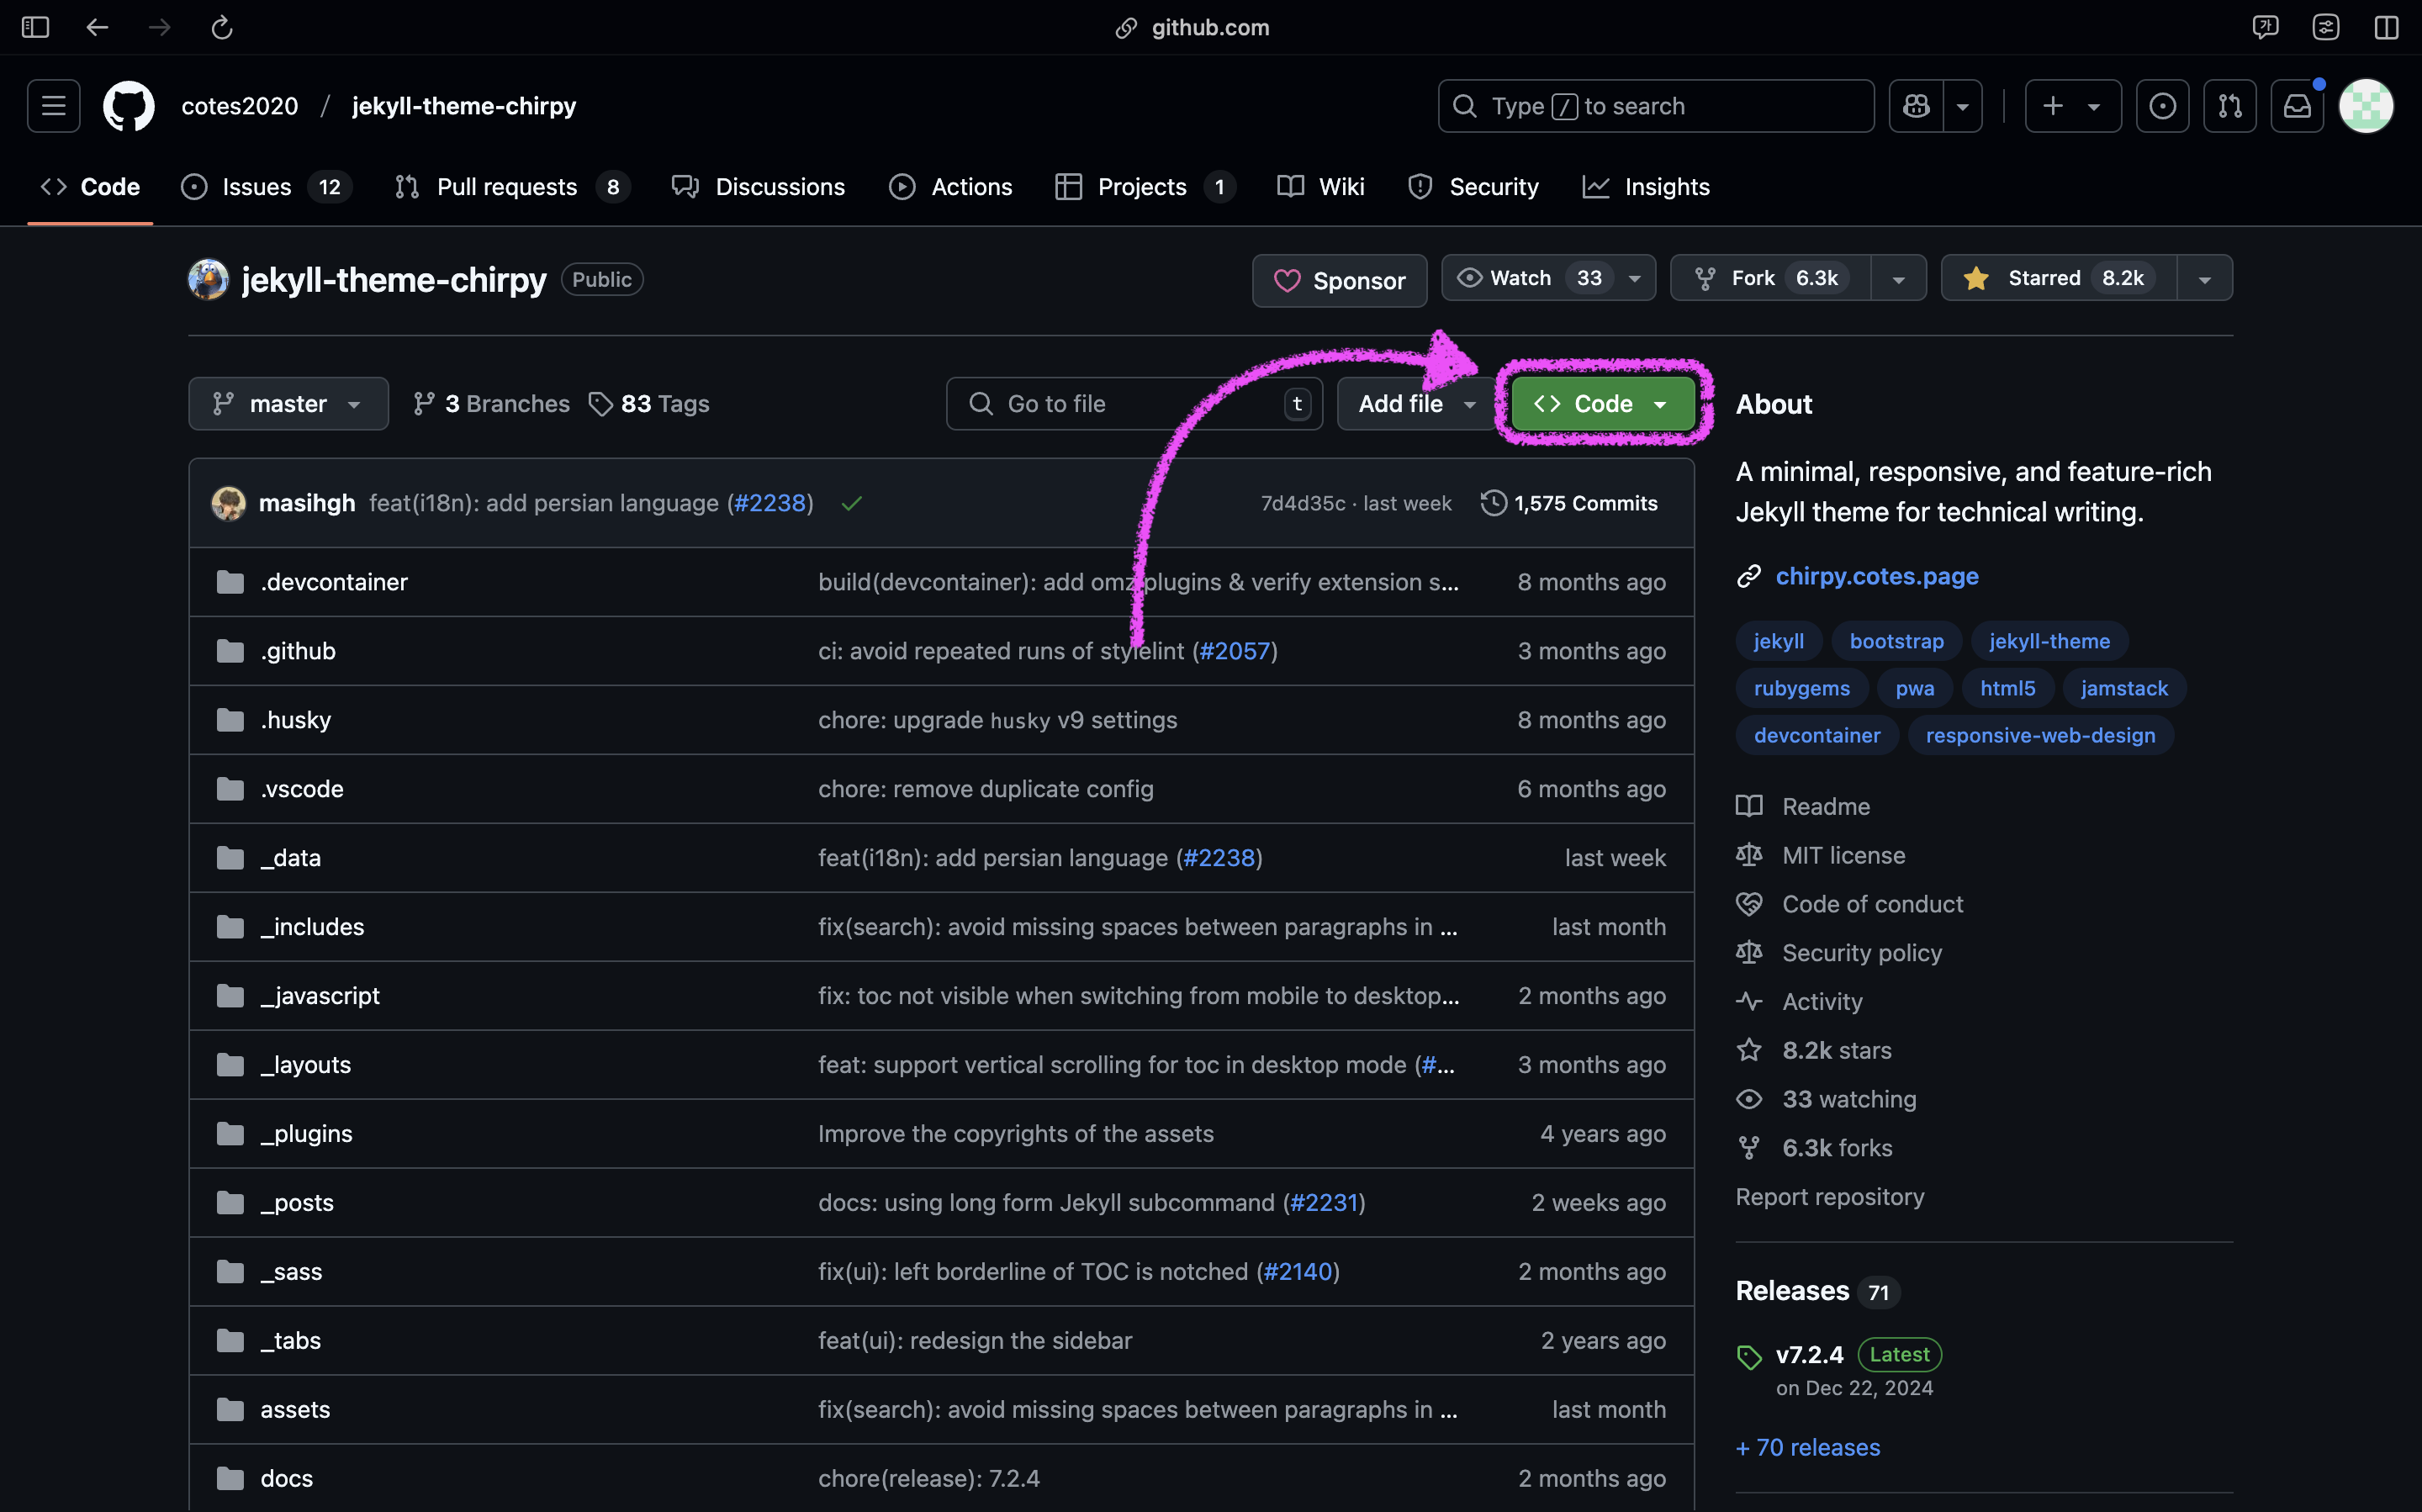 github.com
cotes2020 / jekyll-theme-chirpy
Type / to search
Code
Issues 12
Pull requests 8
Discussions
Actions
Projects 1
Wiki
Security
Insights
jekyll-theme-chirpy Public
Sponsor
Watch 33
Fork 6.3k
Starred 8.2k
master
3 Branches
83 Tags
Go to file t
Add file
<> Code
masihgh feat(i18n): add persian language (#2238)
7d4d35c · last week
1,575 Commits
.devcontainer build(devcontainer): add omz plugins & verify extension s... 8 months ago
.github ci: avoid repeated runs of stylelint (#2057) 3 months ago
.husky chore: upgrade husky v9 settings 8 months ago
.vscode chore: remove duplicate config 6 months ago
_data feat(i18n): add persian language (#2238) last week
_includes fix(search): avoid missing spaces between paragraphs in ... last month
_javascript fix: toc not visible when switching from mobile to desktop... 2 months ago
_layouts feat: support vertical scrolling for toc in desktop mode (#... 3 months ago
_plugins Improve the copyrights of the assets 4 years ago
_posts docs: using long form Jekyll subcommand (#2231) 2 weeks ago
_sass fix(ui): left borderline of TOC is notched (#2140) 2 months ago
_tabs feat(ui): redesign the sidebar 2 years ago
assets fix(search): avoid missing spaces between paragraphs in ... last month
docs chore(release): 7.2.4 2 months ago
About
A minimal, responsive, and feature-rich
Jekyll theme for technical writing.
chirpy.cotes.page
jekyll bootstrap jekyll-theme
rubygems pwa html5 jamstack
devcontainer responsive-web-design
Readme
MIT license
Code of conduct
Security policy
Activity
8.2k stars
33 watching
6.3k forks
Report repository
Releases 71
v7.2.4 Latest
on Dec 22, 2024
+ 70 releases